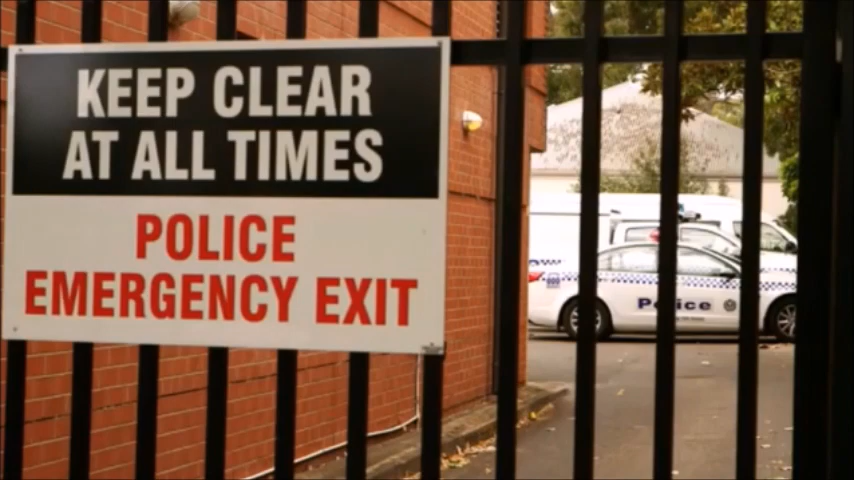 KEEP CLEAR
AT ALL TIMES
POLICE
EMERGENCY EXIT
Police